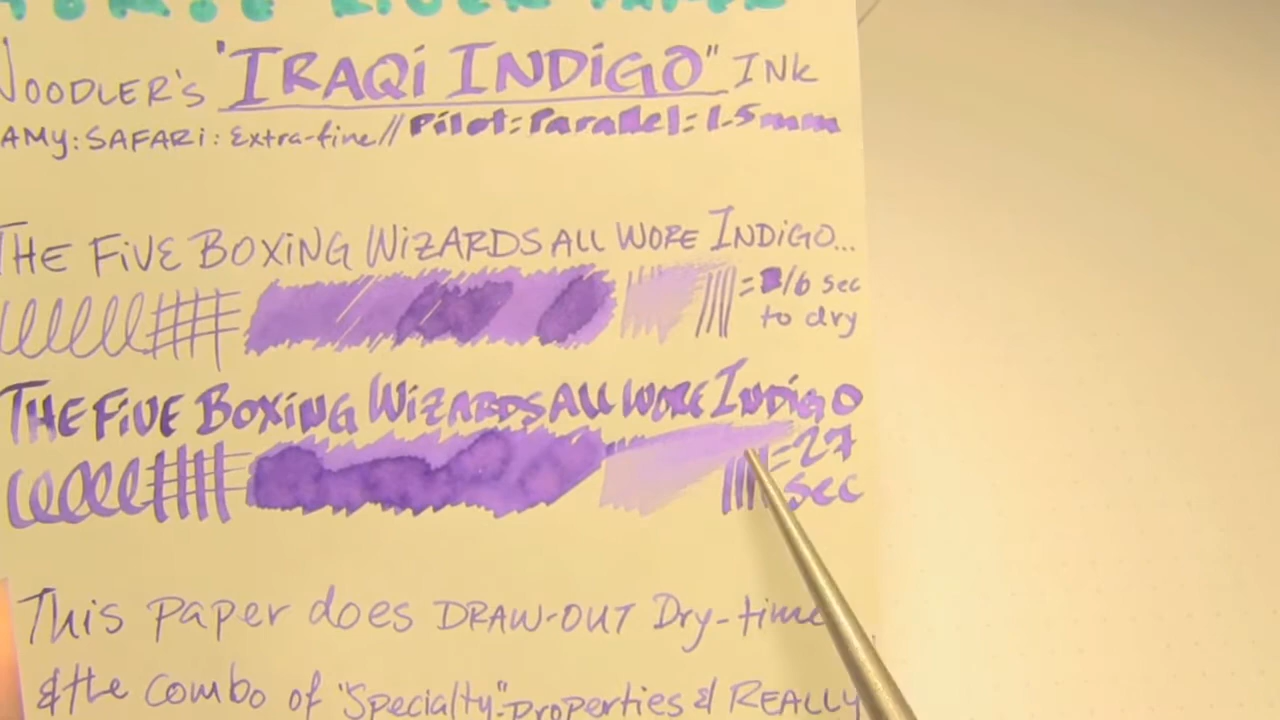 RIVER PAPER
NOODLER'S "IRAQi INDiGO" INK
AMY: SAFARi: Extra-fine // Pilot: Parallel: 1.5mm
THE FiVE BOXiNG WiZARDS ALL WORE INDiGO...
= /6 sec
to dry
THE FiVE BOXiNG WiZARDS ALL WORE INDiGO
= 27
sec
This paper does DRAW-OUT Dry-time
& the combo of "Specialty" properties & REALLY